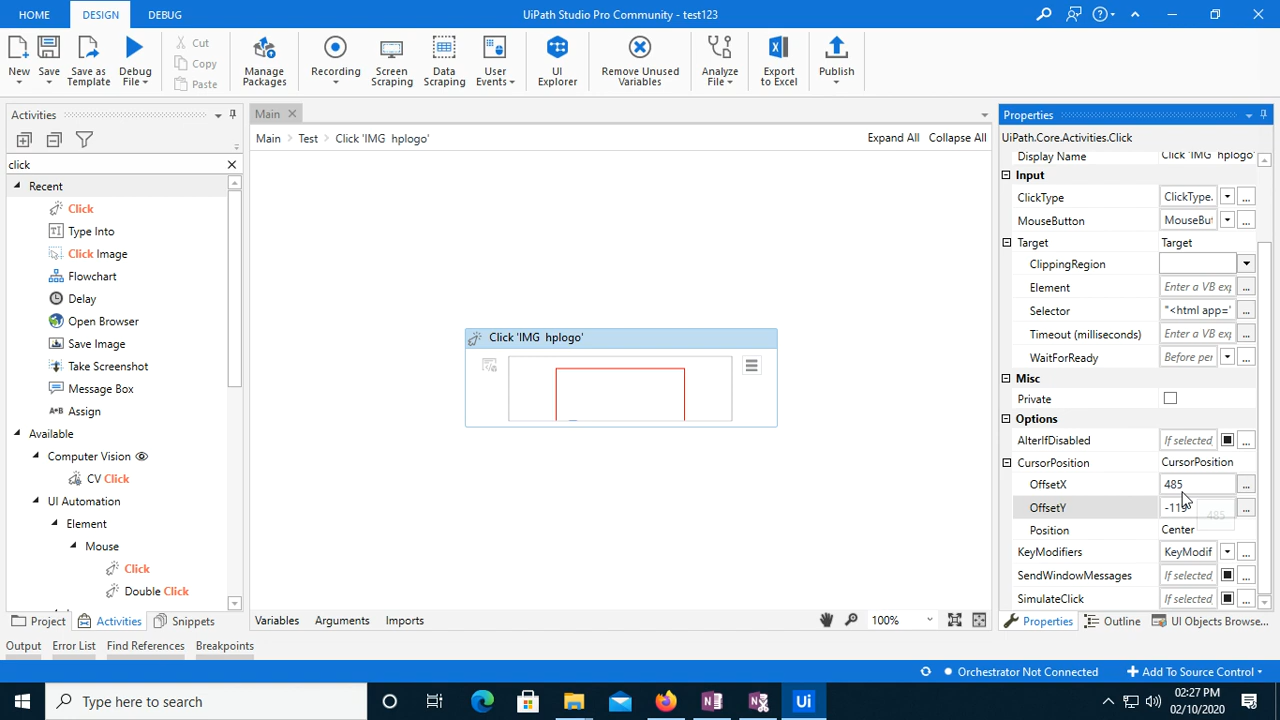 HOME DESIGN DEBUG UiPath Studio Pro Community - test123
New Save Save as Template Debug File Cut Copy Paste Manage Packages Recording Screen Scraping Data Scraping User Events UI Explorer Remove Unused Variables Analyze File Export to Excel Publish
Activities
click
Recent
Click
Type Into
Click Image
Flowchart
Delay
Open Browser
Save Image
Take Screenshot
Message Box
A*B Assign
Available
Computer Vision
CV Click
UI Automation
Element
Mouse
Click
Double Click
Project Activities Snippets
Main
Main > Test > Click 'IMG hplogo' Expand All Collapse All
Click 'IMG hplogo'
Variables Arguments Imports 100%
Properties
UiPath.Core.Activities.Click
Display Name Click 'IMG hplogo'
Input
ClickType ClickType. ...
MouseButton MouseBut ...
Target Target
ClippingRegion
Element Enter a VB exp ...
Selector "<html app=' ...
Timeout (milliseconds) Enter a VB exp ...
WaitForReady Before per ...
Misc
Private
Options
AlterIfDisabled If selected, ...
CursorPosition CursorPosition
OffsetX 485 ...
OffsetY ...
485
Position Center
KeyModifiers KeyModif ...
SendWindowMessages If selected, ...
SimulateClick If selected, ...
Properties Outline UI Objects Browse...
Output Error List Find References Breakpoints
Orchestrator Not Connected Add To Source Control
Type here to search
Ui
02:27 PM
02/10/2020